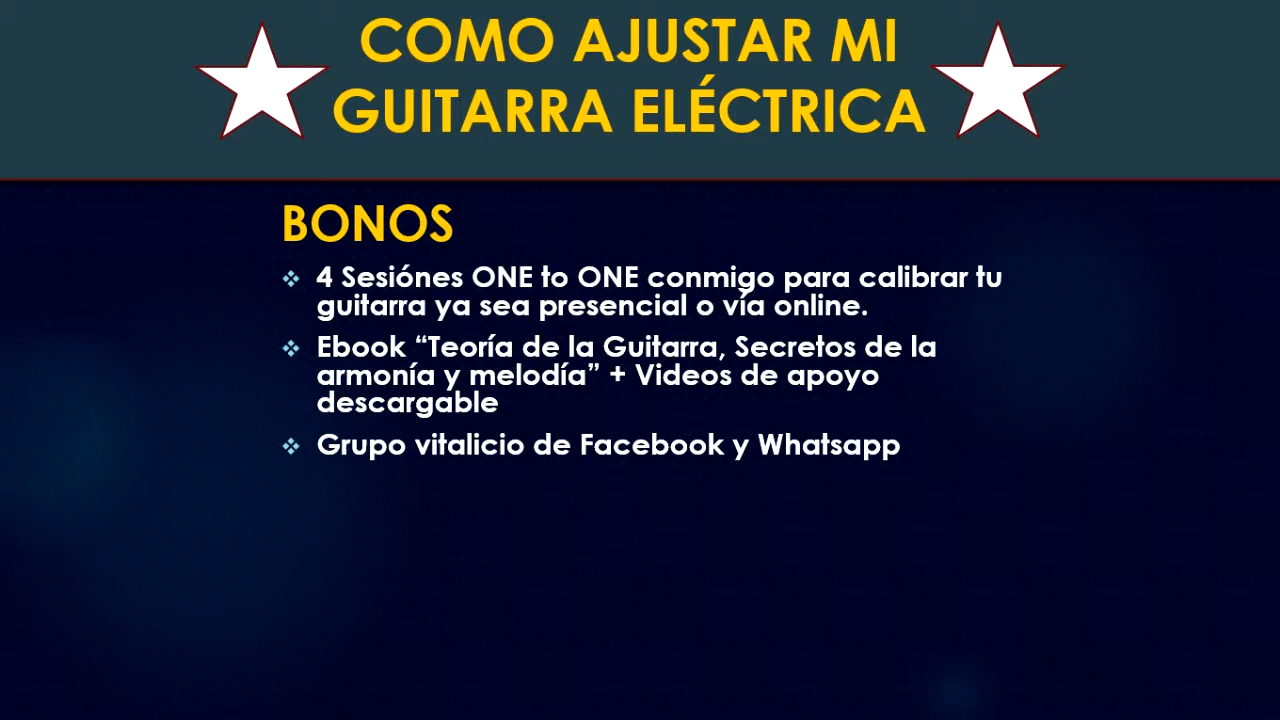 COMO AJUSTAR MI
GUITARRA ELÉCTRICA
BONOS
4 Sesiónes ONE to ONE conmigo para calibrar tu
guitarra ya sea presencial o vía online.
Ebook “Teoría de la Guitarra, Secretos de la
armonía y melodía” + Videos de apoyo
descargable
Grupo vitalicio de Facebook y Whatsapp